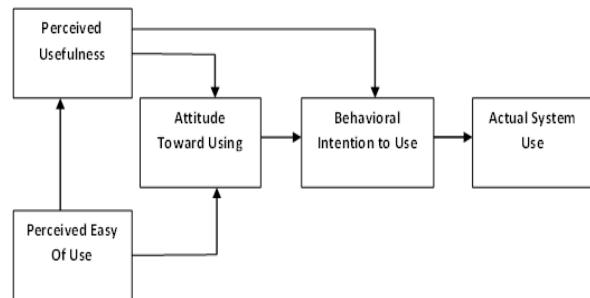 Perceived
Usefulness
Attitude
Toward Using
Behavioral
Intention to Use
Actual System
Use
Perceived Easy
Of Use